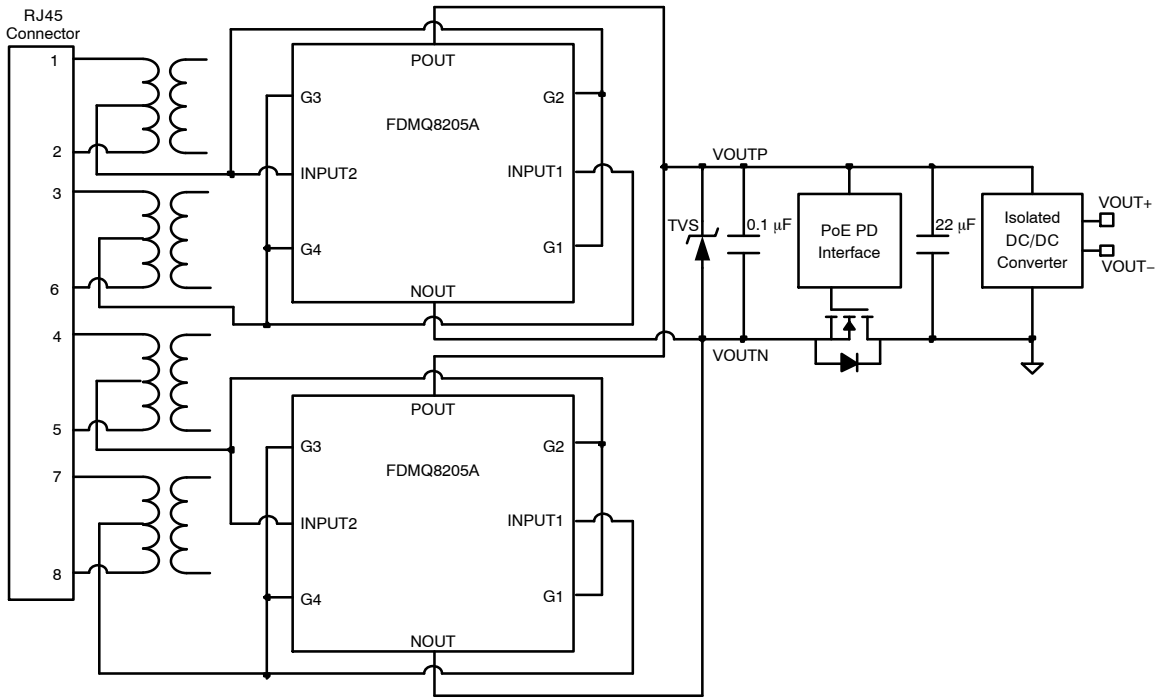 RJ45
Connector
1
2
3
6
4
5
7
8
POUT
G3
G2
FDMQ8205A
INPUT2
INPUT1
G4
G1
NOUT
POUT
G3
G2
FDMQ8205A
INPUT2
INPUT1
G4
G1
NOUT
VOUTP
TVS
0.1 μF
PoE PD
Interface
22 μF
Isolated
DC/DC
Converter
VOUT+
VOUT−
VOUTN